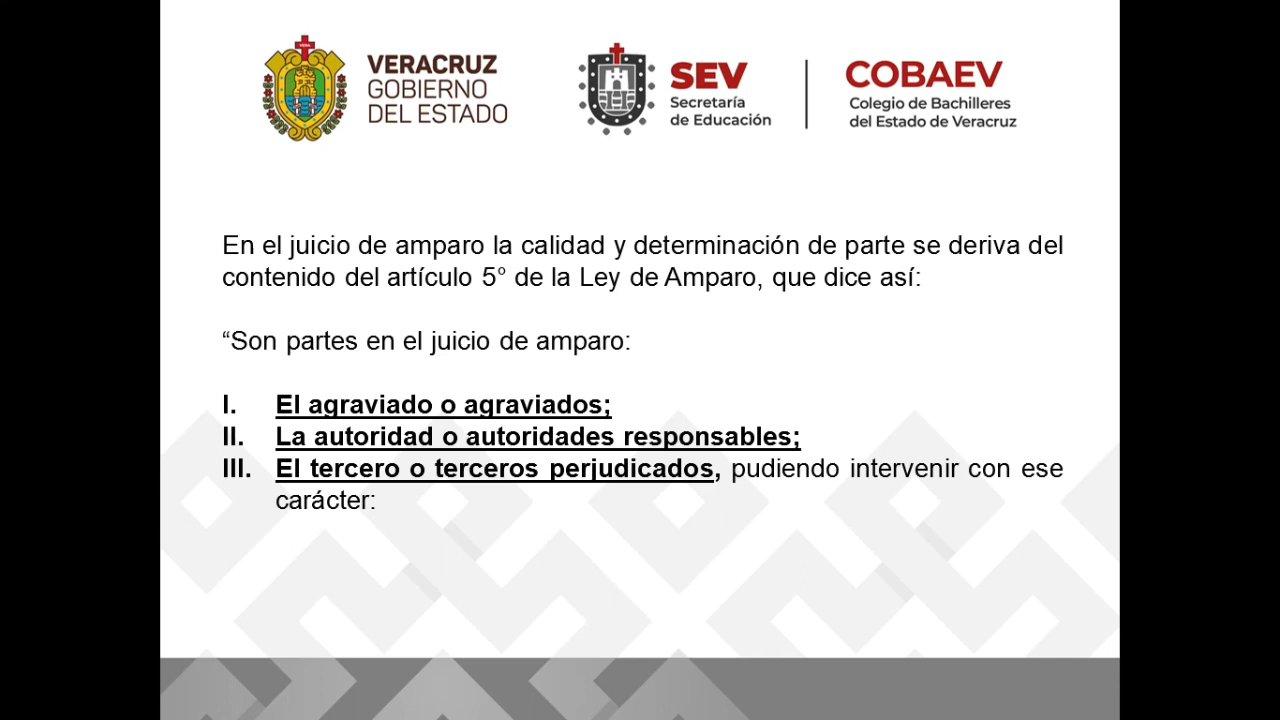 VERACRUZ
GOBIERNO
DEL ESTADO
SEV
Secretaría
de Educación
COBAEV
Colegio de Bachilleres
del Estado de Veracruz
En el juicio de amparo la calidad y determinación de parte se deriva del
contenido del artículo 5° de la Ley de Amparo, que dice así:
“Son partes en el juicio de amparo:
I. El agraviado o agraviados;
II. La autoridad o autoridades responsables;
III. El tercero o terceros perjudicados, pudiendo intervenir con ese
carácter: